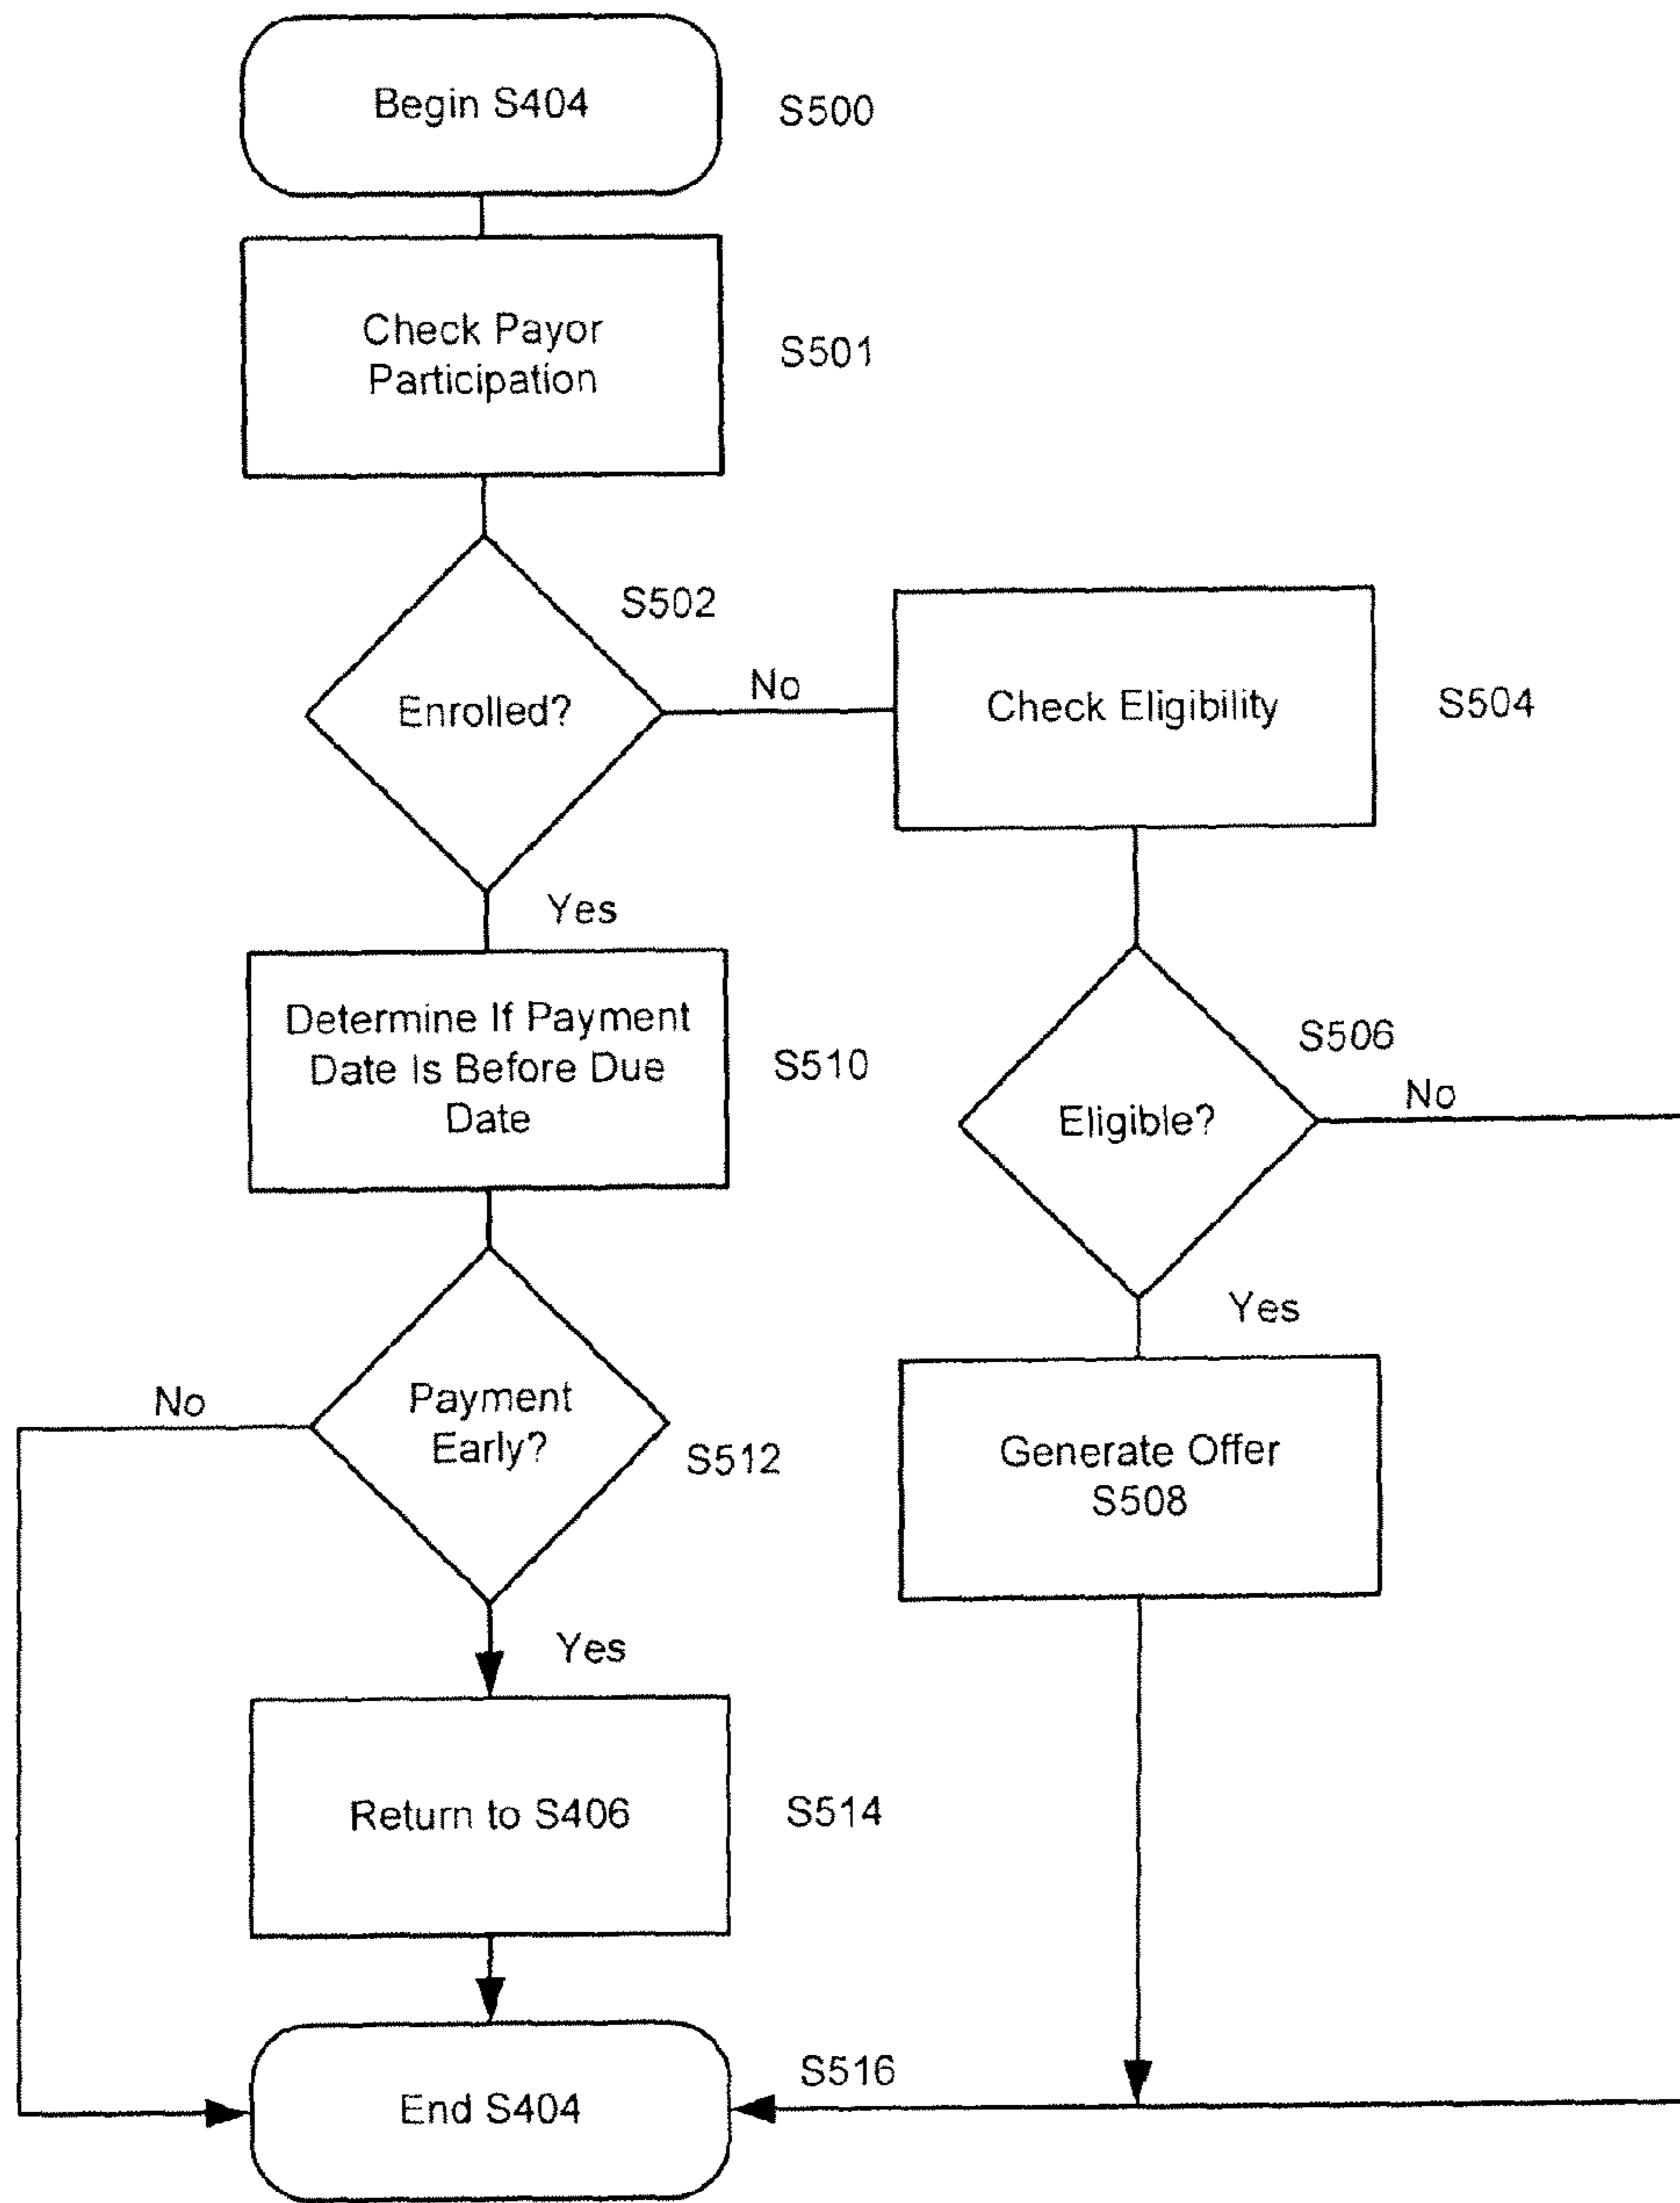 Begin S404
S500
Check Payor
Participation
S501
S502
Enrolled?
No
Check Eligibility
S504
Yes
Determine If Payment
Date Is Before Due
Date
S510
S506
Eligible?
No
Yes
No
Payment
Early?
S512
Generate Offer
S508
Yes
Return to S406
S514
S516
End S404